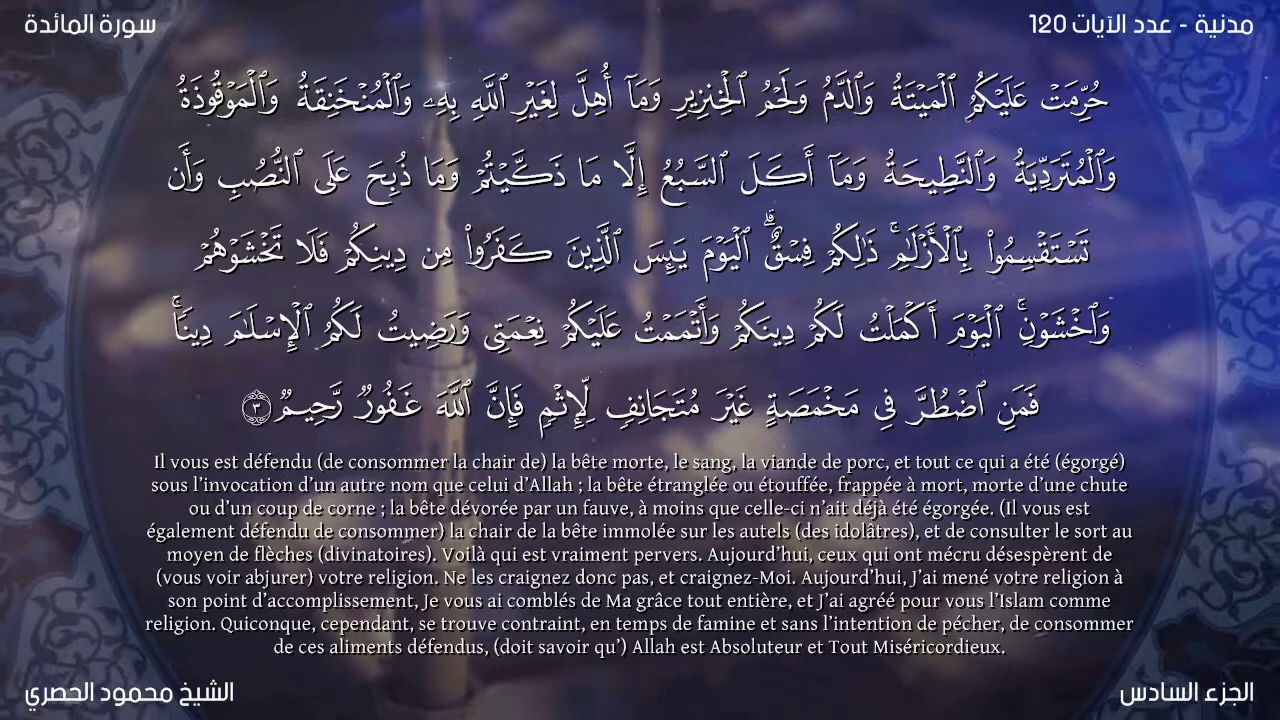 مدنية - عدد الآيات 120
سورة المائدة
حُرِّمَتْ عَلَيْكُمُ ٱلْمَيْتَةُ وَٱلدَّمُ وَلَحْمُ ٱلْخِنزِيرِ وَمَآ أُهِلَّ لِغَيْرِ ٱللَّهِ بِهِۦ وَٱلْمُنْخَنِقَةُ وَٱلْمَوْقُوذَةُ
وَٱلْمُتَرَدِّيَةُ وَٱلنَّطِيحَةُ وَمَآ أَكَلَ ٱلسَّبُعُ إِلَّا مَا ذَكَّيْتُمْ وَمَا ذُبِحَ عَلَى ٱلنُّصُبِ وَأَن
تَسْتَقْسِمُوا۟ بِٱلْأَزْلَٰمِ ۚ ذَٰلِكُمْ فِسْقٌ ۗ ٱلْيَوْمَ يَئِسَ ٱلَّذِينَ كَفَرُوا۟ مِن دِينِكُمْ فَلَا تَخْشَوْهُمْ
وَٱخْشَوْنِ ۚ ٱلْيَوْمَ أَكْمَلْتُ لَكُمْ دِينَكُمْ وَأَتْمَمْتُ عَلَيْكُمْ نِعْمَتِى وَرَضِيتُ لَكُمُ ٱلْإِسْلَٰمَ دِينًا ۚ
فَمَنِ ٱضْطُرَّ فِى مَخْمَصَةٍ غَيْرَ مُتَجَانِفٍ لِّإِثْمٍ فَإِنَّ ٱللَّهَ غَفُورٌ رَّحِيمٌ ٣
Il vous est défendu (de consommer la chair de) la bête morte, le sang, la viande de porc, et tout ce qui a été (égorgé)
sous l’invocation d’un autre nom que celui d’Allah ; la bête étranglée ou étouffée, frappée à mort, morte d’une chute
ou d’un coup de corne ; la bête dévorée par un fauve, à moins que celle-ci n’ait déjà été égorgée. (Il vous est
également défendu de consommer) la chair de la bête immolée sur les autels (des idolâtres), et de consulter le sort au
moyen de flèches (divinatoires). Voilà qui est vraiment pervers. Aujourd’hui, ceux qui ont mécru désespèrent de
(vous voir abjurer) votre religion. Ne les craignez donc pas, et craignez-Moi. Aujourd’hui, J’ai mené votre religion à
son point d’accomplissement, Je vous ai comblés de Ma grâce tout entière, et J’ai agréé pour vous l’Islam comme
religion. Quiconque, cependant, se trouve contraint, en temps de famine et sans l’intention de pécher, de consommer
de ces aliments défendus, (doit savoir qu’) Allah est Absoluteur et Tout Miséricordieux.
الجزء السادس
الشيخ محمود الحصري